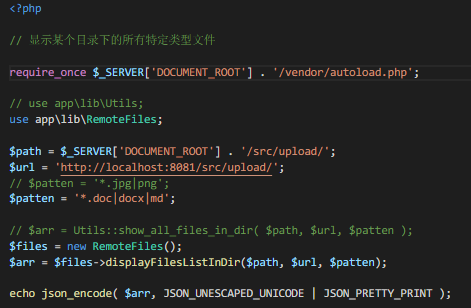 <?php
// 显示某个目录下的所有特定类型文件
require_once $_SERVER['DOCUMENT_ROOT'] . '/vendor/autoload.php';
// use app\lib\Utils;
use app\lib\RemoteFiles;
$path = $_SERVER['DOCUMENT_ROOT'] . '/src/upload/';
$url = 'http://localhost:8081/src/upload/';
// $patten = '*.jpg|png';
$patten = '*.doc|docx|md';
// $arr = Utils::show_all_files_in_dir( $path, $url, $patten );
$files = new RemoteFiles();
$arr = $files->displayFilesListInDir($path, $url, $patten);
echo json_encode( $arr, JSON_UNESCAPED_UNICODE | JSON_PRETTY_PRINT );